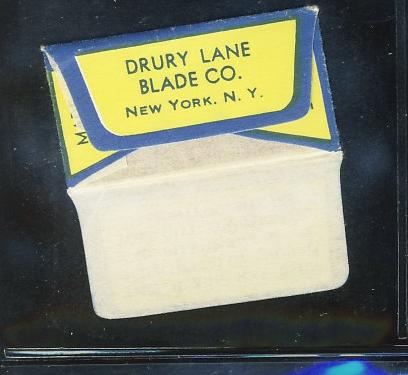 DRURY LANE
BLADE CO.
NEW YORK. N. Y.